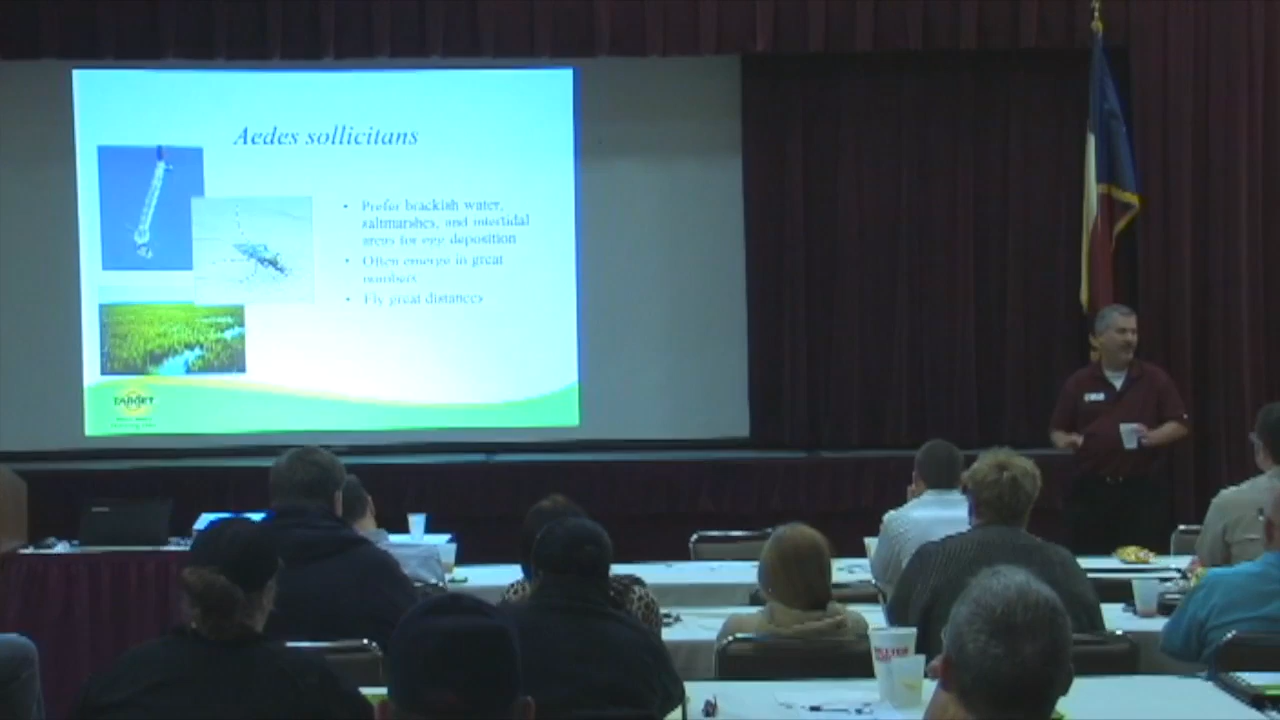 Aedes sollicitans
• Prefer brackish water,
saltmarshes, and intertidal
areas for egg deposition
• Often emerge in great
numbers
• Fly great distances
TARGET